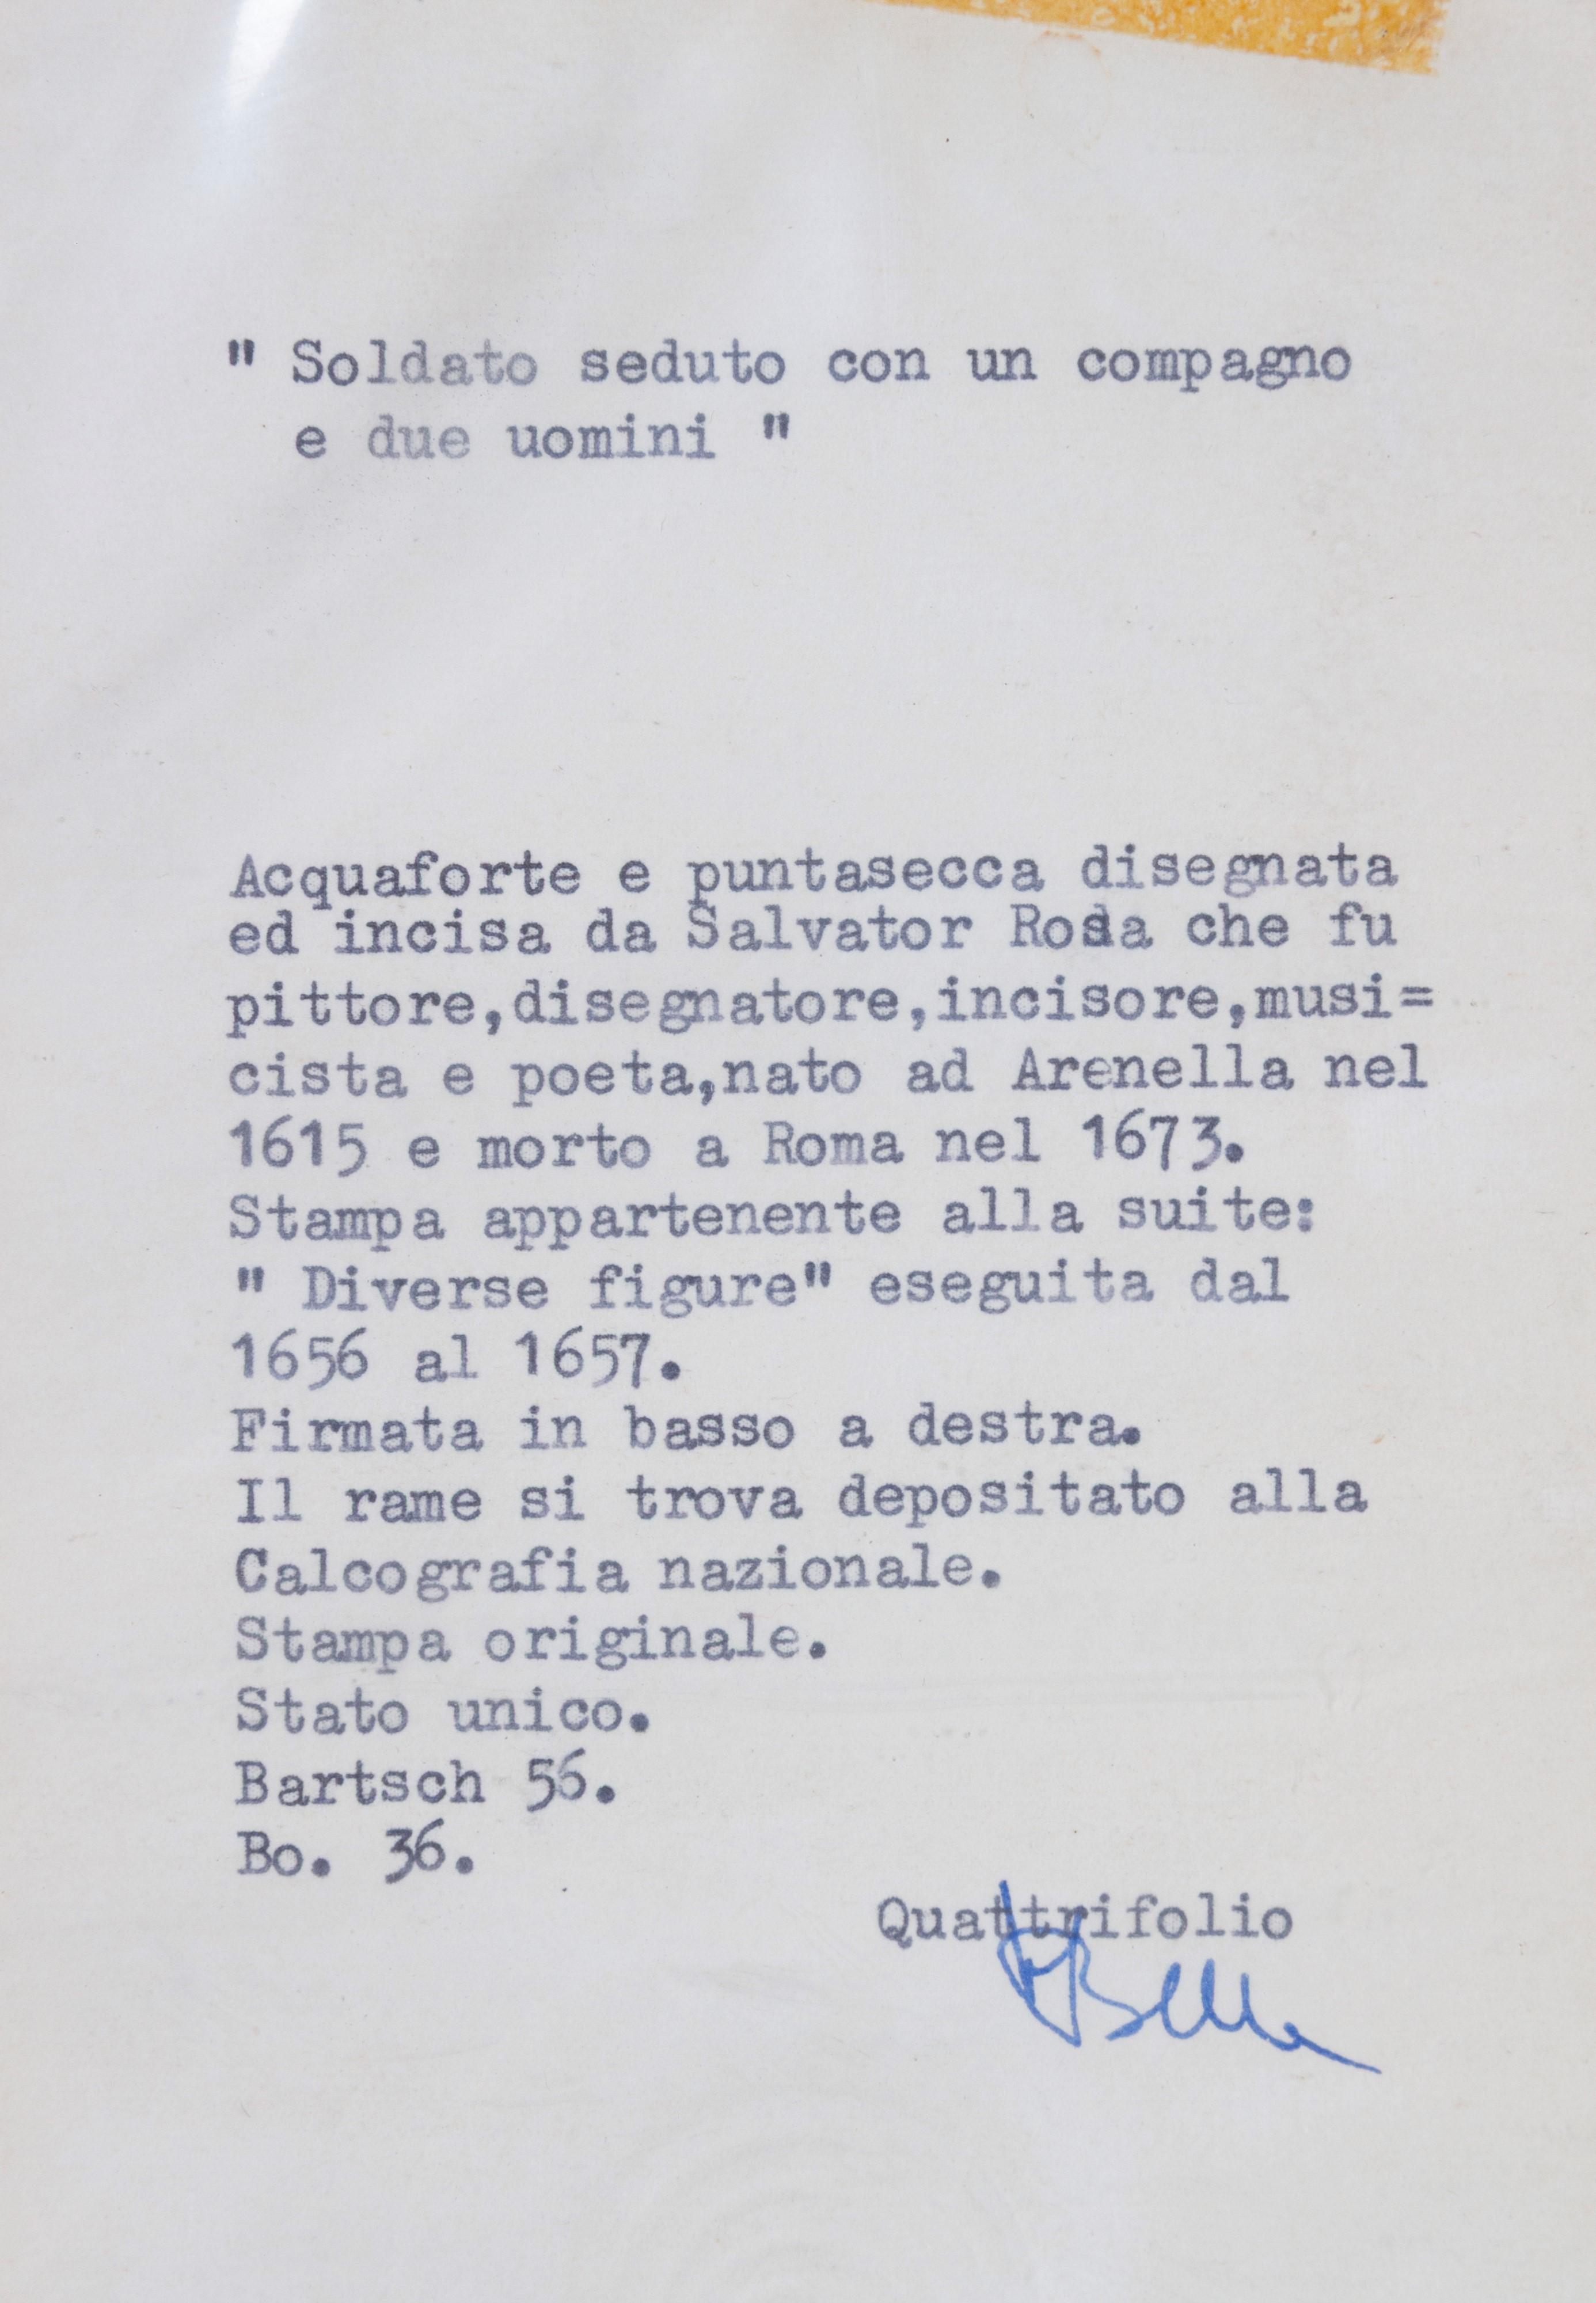 " Soldato seduto con un compagno
e due uomini "
Acquaforte e puntasecca disegnata
ed incisa da Salvator Rosa che fu
pittore,disegnatore,incisore,musi=
cista e poeta,nato ad Arenella nel
1615 e morto a Roma nel 1673.
Stampa appartenente alla suite:
" Diverse figure" eseguita dal
1656 al 1657.
Firmata in basso a destra.
Il rame si trova depositato alla
Calcografia nazionale.
Stampa originale.
Stato unico.
Bartsch 56.
Bo. 36.
Quattrifolio